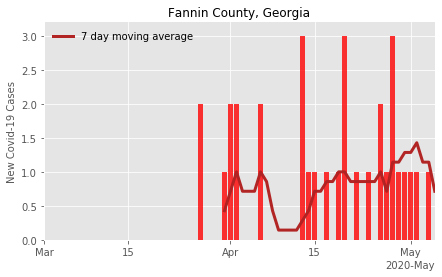 Fannin County, Georgia
7 day moving average
New Covid-19 Cases
3.0
2.5
2.0
1.5
1.0
0.5
0.0
Mar 15 Apr 15 May
2020-May